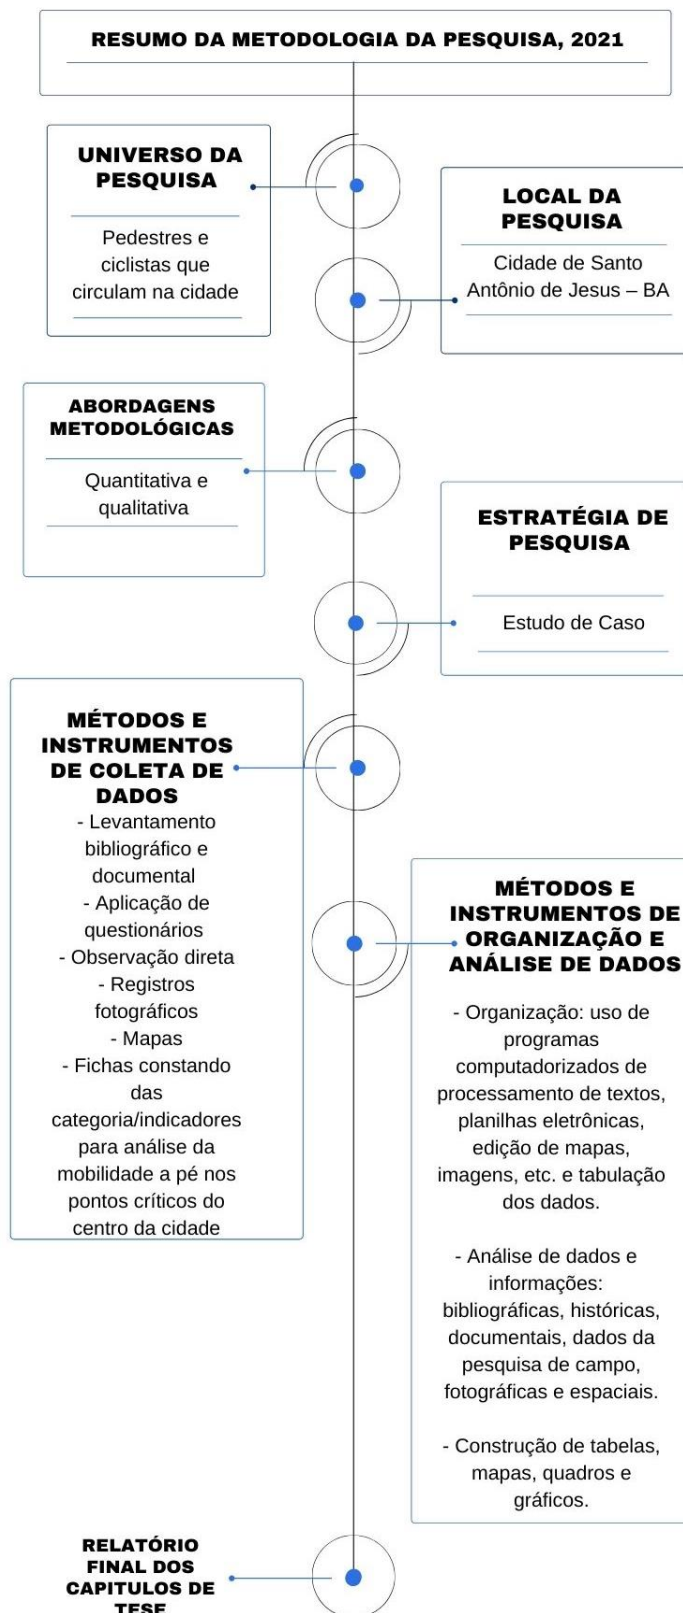 RESUMO DA METODOLOGIA DA PESQUISA, 2021
UNIVERSO DA
PESQUISA
Pedestres e
ciclistas que
circulam na cidade
LOCAL DA
PESQUISA
Cidade de Santo
Antônio de Jesus – BA
ABORDAGENS
METODOLÓGICAS
Quantitativa e
qualitativa
ESTRATÉGIA DE
PESQUISA
Estudo de Caso
MÉTODOS E
INSTRUMENTOS
DE COLETA DE
DADOS
- Levantamento
bibliográfico e
documental
- Aplicação de
questionários
- Observação direta
- Registros
fotográficos
- Mapas
- Fichas constando
das
categoria/indicadores
para análise da
mobilidade a pé nos
pontos críticos do
centro da cidade
MÉTODOS E
INSTRUMENTOS DE
ORGANIZAÇÃO E
ANÁLISE DE DADOS
- Organização: uso de
programas
computadorizados de
processamento de textos,
planilhas eletrônicas,
edição de mapas,
imagens, etc. e tabulação
dos dados.
- Análise de dados e
informações:
bibliográficas, históricas,
documentais, dados da
pesquisa de campo,
fotográficas e espaciais.
- Construção de tabelas,
mapas, quadros e
gráficos.
RELATÓRIO
FINAL DOS
CAPITULOS DE
TESE